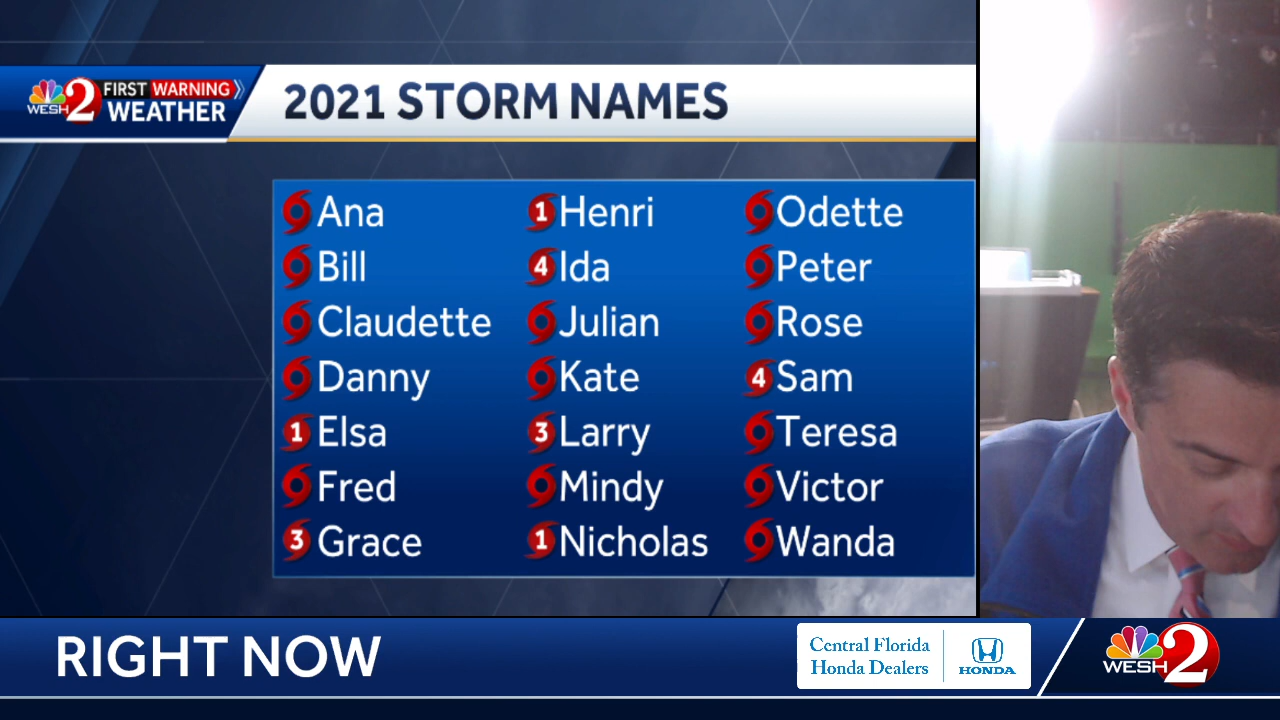 WESH 2 FIRST WARNING WEATHER
2021 STORM NAMES
Ana
Bill
Claudette
Danny
1 Elsa
Fred
3 Grace
1 Henri
4 Ida
Julian
Kate
3 Larry
Mindy
1 Nicholas
Odette
Peter
Rose
4 Sam
Teresa
Victor
Wanda
RIGHT NOW
Central Florida
Honda Dealers
HONDA
WESH 2